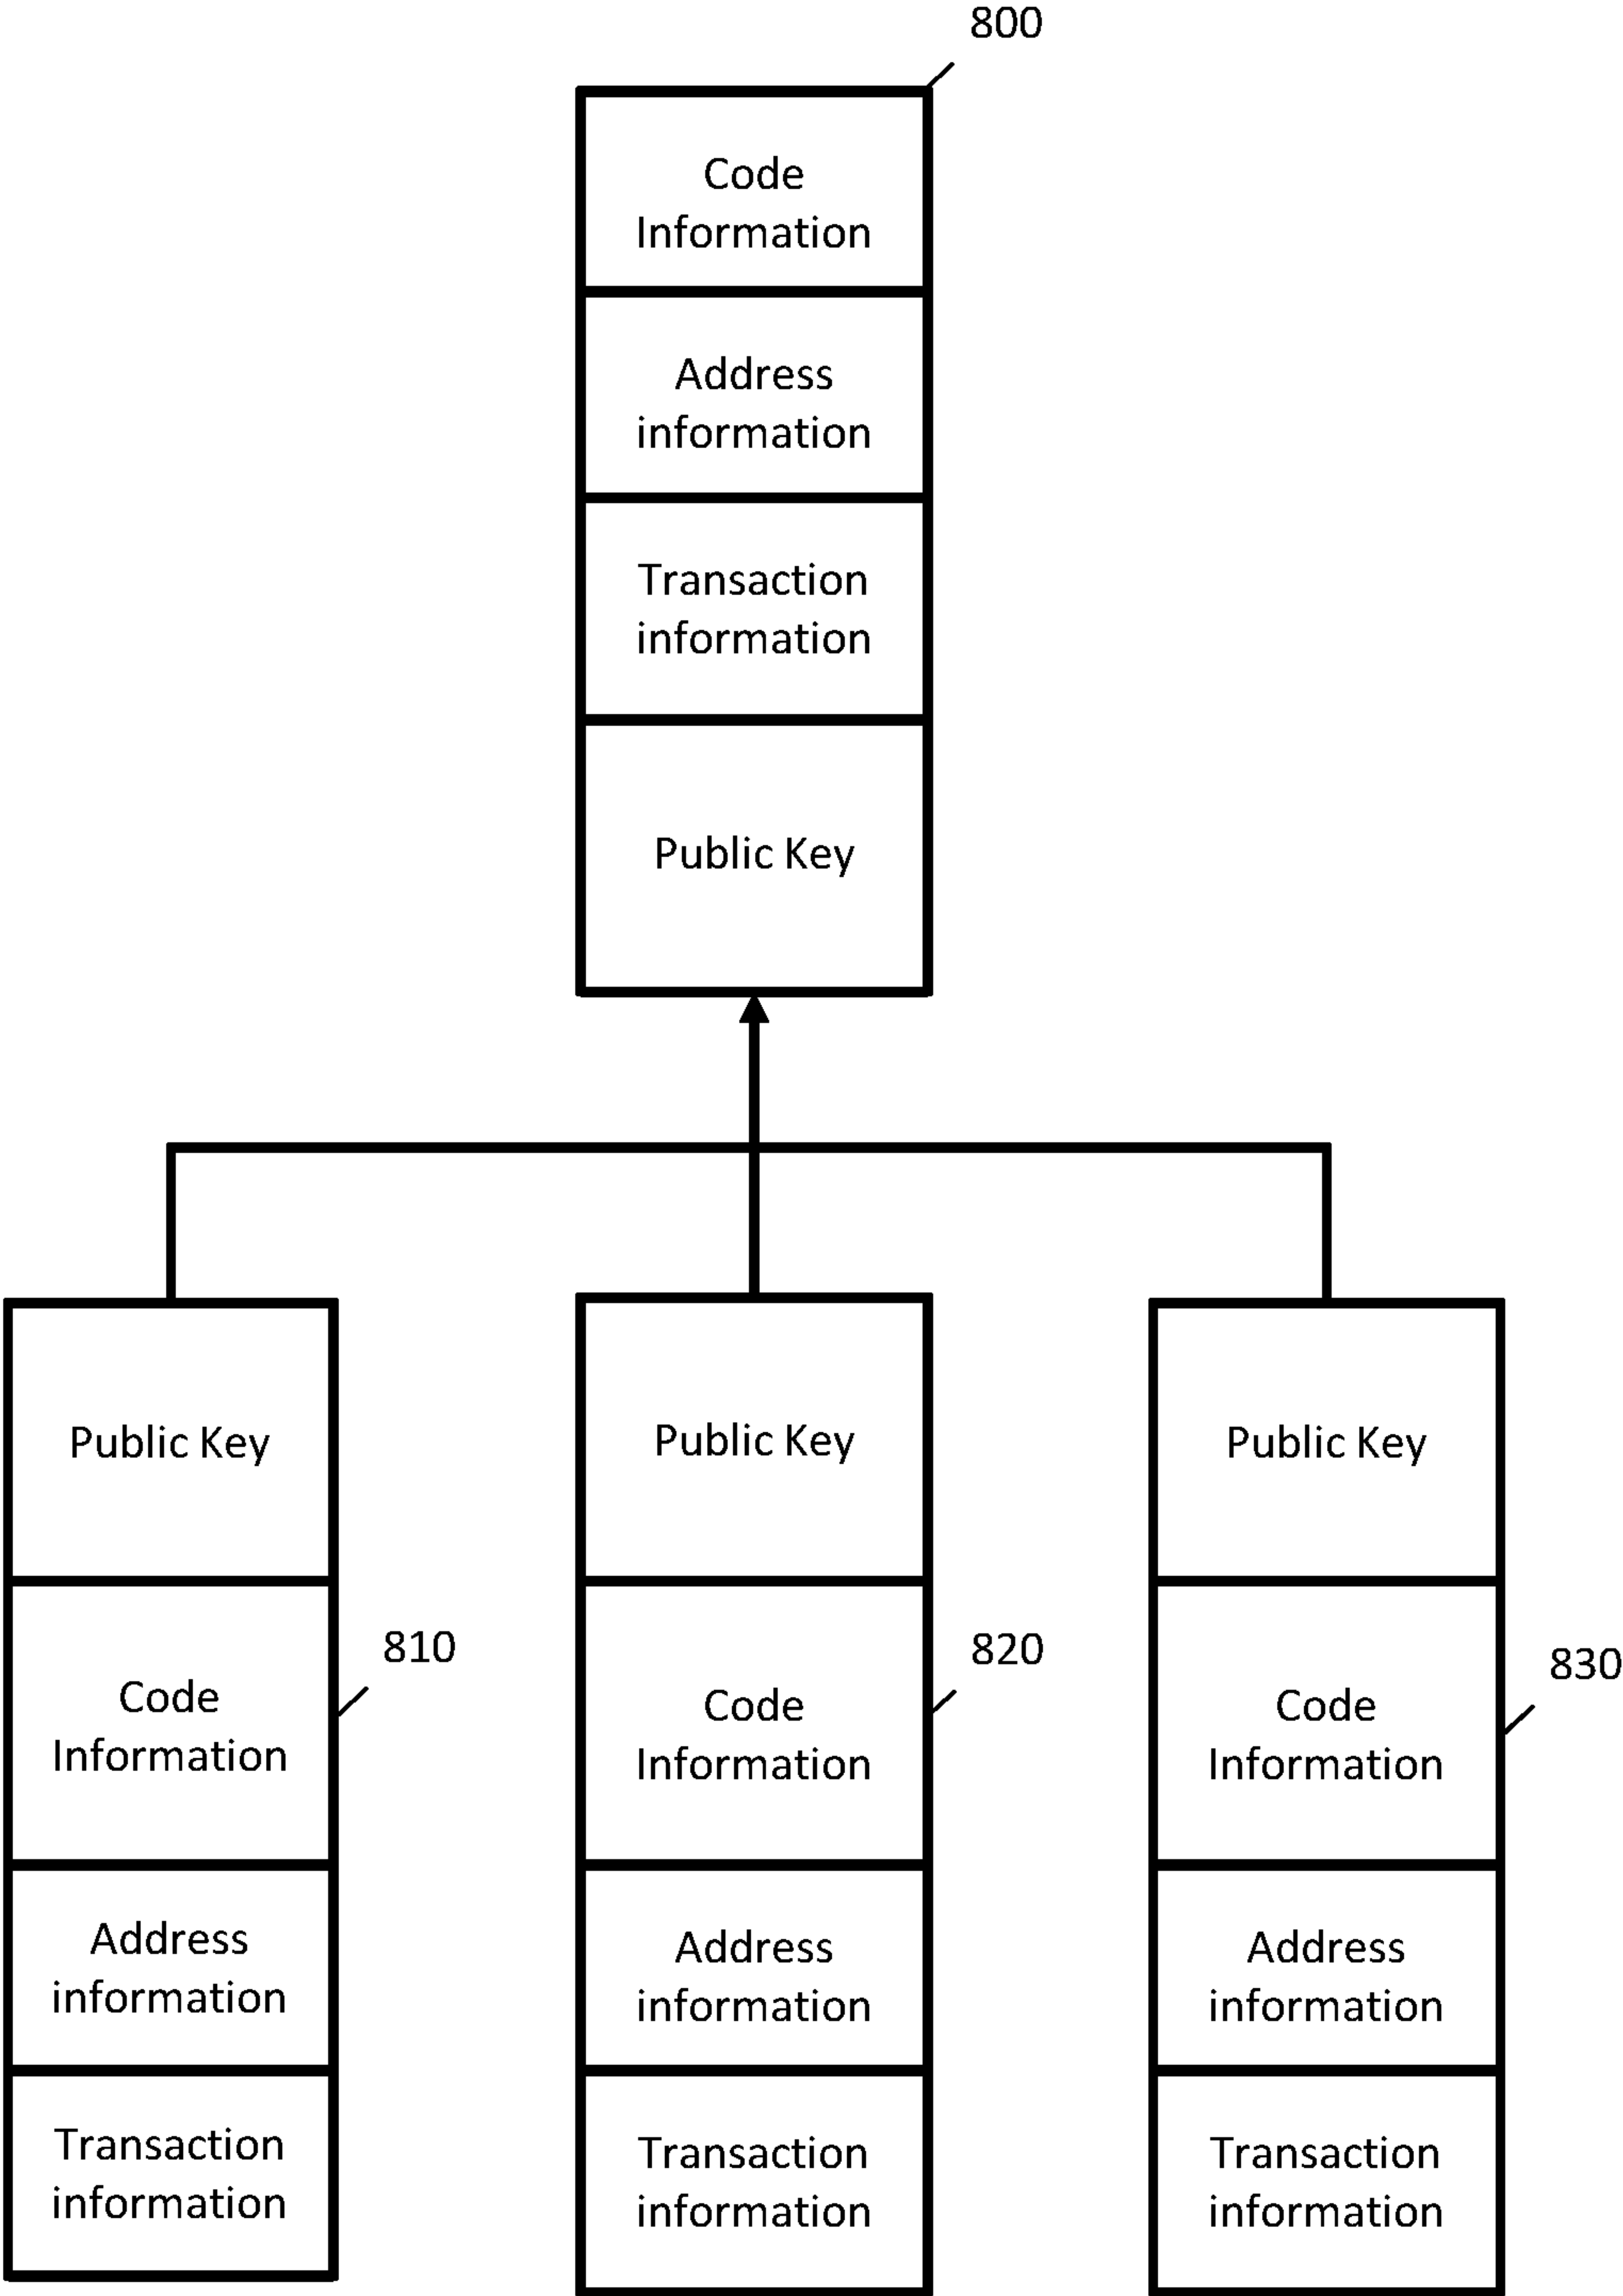 800
Code
Information
Address
information
Transaction
information
Public Key
Public Key
Code
Information
Address
information
Transaction
information
810
Public Key
Code
Information
Address
information
Transaction
information
820
Public Key
Code
Information
Address
information
Transaction
information
830